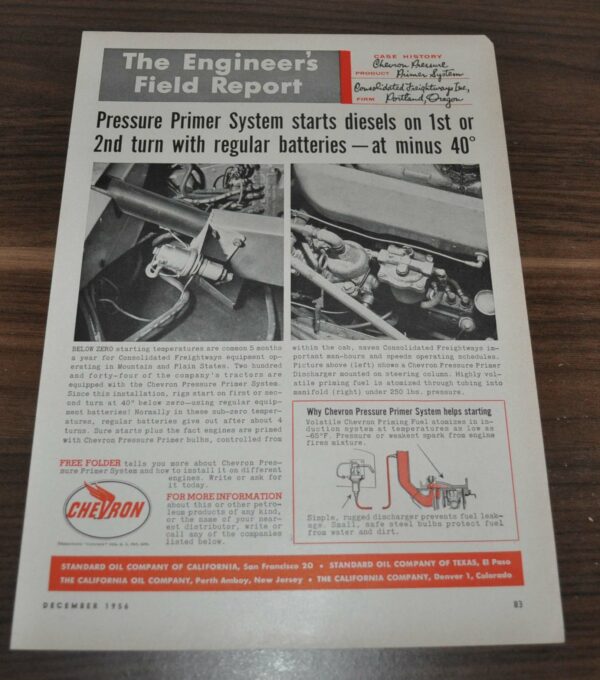 The Engineer's
Field Report
CASE HISTORY
PRODUCT Chevron Pressure
Primer System
FIRM Consolidated Freightways Inc,
Portland, Oregon
Pressure Primer System starts diesels on 1st or
2nd turn with regular batteries—at minus 40°
BELOW ZERO starting temperatures are common 5 months
a year for Consolidated Freightways equipment op-
erating in Mountain and Plain States. Two hundred
and forty-four of the company's tractors are
equipped with the Chevron Pressure Primer System.
Since this installation, rigs start on first or sec-
ond turn at 40° below zero—using regular equip-
ment batteries! Normally in these sub-zero temper-
atures, regular batteries give out after about 4
turns. Sure starts plus the fact engines are primed
with Chevron Pressure Primer bulbs, controlled from
within the cab, saves Consolidated Freightways im-
portant man-hours and speeds operating schedules.
Picture above (left) shows a Chevron Pressure Primer
Discharger mounted on steering column. Highly vol-
atile priming fuel is atomized through tubing into
manifold (right) under 250 lbs. pressure.
FREE FOLDER tells you more about Chevron Pres-
sure Primer System and how to install it on different
engines. Write or ask for
it today.
CHEVRON
FOR MORE INFORMATION
about this or other petro-
leum products of any kind,
or the name of your near-
est distributor, write or
call any of the companies
listed below.
Why Chevron Pressure Primer System helps starting
Volatile Chevron Priming Fuel atomizes in in-
duction system at temperatures as low as
-65°F. Pressure or weakest spark from engine
fires mixture.
Simple, rugged discharger prevents fuel leak-
age. Small, safe steel bulbs protect fuel
from water and dirt.
STANDARD OIL COMPANY OF CALIFORNIA, San Francisco 20 • STANDARD OIL COMPANY OF TEXAS, El Paso
THE CALIFORNIA OIL COMPANY, Perth Amboy, New Jersey • THE CALIFORNIA COMPANY, Denver 1, Colorado
DECEMBER 1956
83